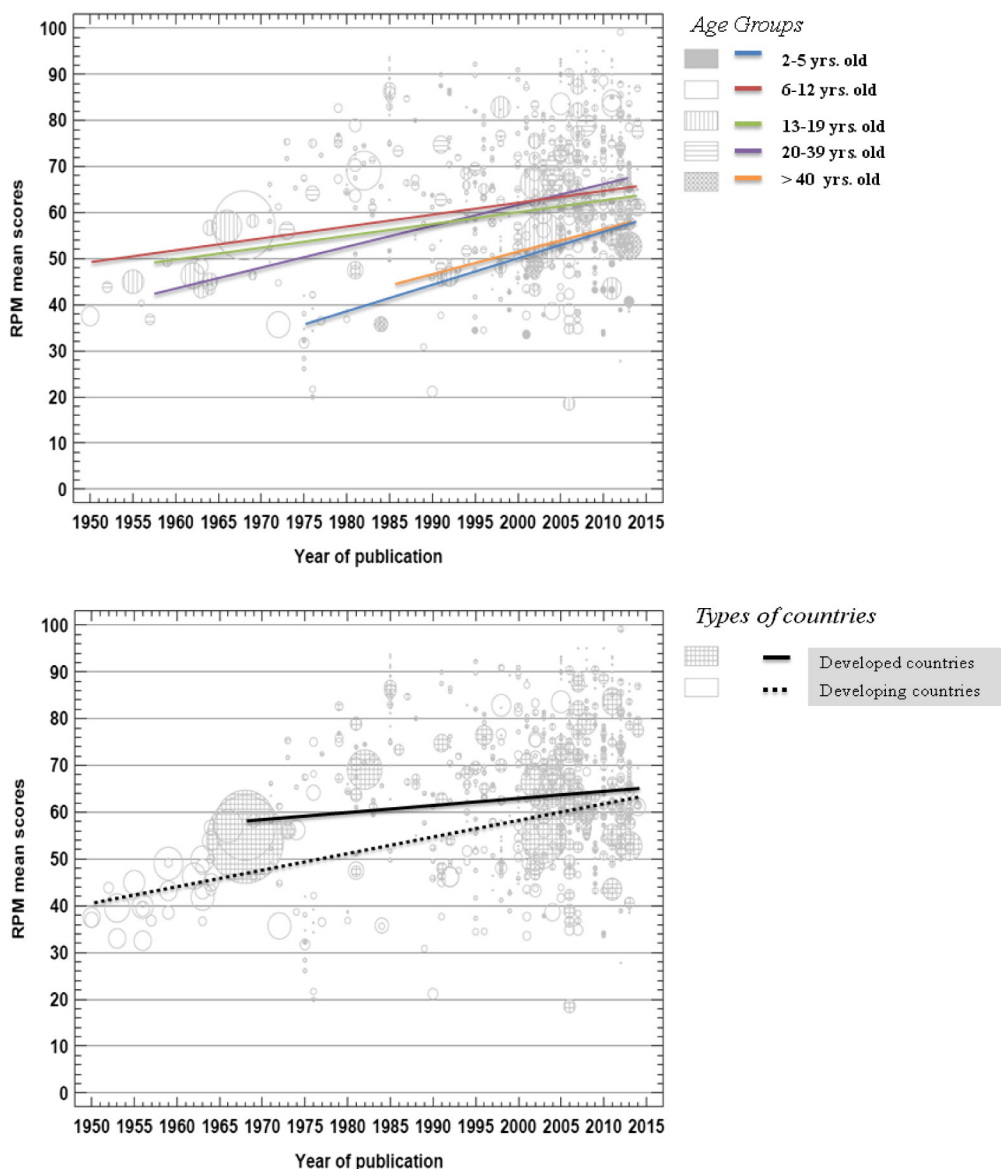 Age Groups
2-5 yrs. old
6-12 yrs. old
13-19 yrs. old
20-39 yrs. old
> 40 yrs. old
RPM mean scores
100
90
80
70
60
50
40
30
20
10
0
1950 1955 1960 1965 1970 1975 1980 1985 1990 1995 2000 2005 2010 2015
Year of publication
Types of countries
Developed countries
Developing countries
RPM mean scores
100
90
80
70
60
50
40
30
20
10
0
1950 1955 1960 1965 1970 1975 1980 1985 1990 1995 2000 2005 2010 2015
Year of publication